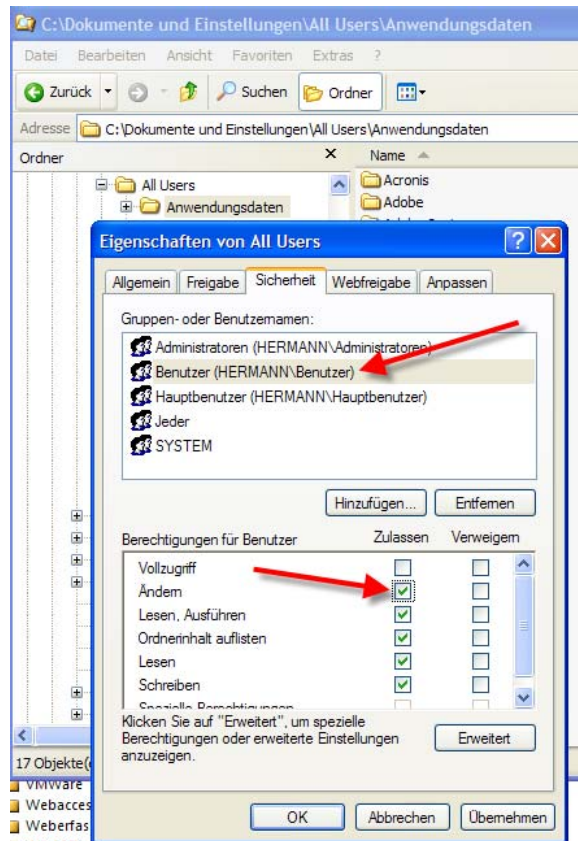 C:\Dokumente und Einstellungen\All Users\Anwendungsdaten
Datei Bearbeiten Ansicht Favoriten Extras ?
Zurück Suchen Ordner
Adresse C:\Dokumente und Einstellungen\All Users\Anwendungsdaten
Ordner × Name
All Users Acronis
Anwendungsdaten Adobe
Eigenschaften von All Users
Allgemein Freigabe Sicherheit Webfreigabe Anpassen
Gruppen- oder Benutzernamen:
Administratoren (HERMANN\Administratoren)
Benutzer (HERMANN\Benutzer)
Hauptbenutzer (HERMANN\Hauptbenutzer)
Jeder
SYSTEM
Hinzufügen... Entfernen
Berechtigungen für Benutzer Zulassen Verweigern
Vollzugriff
Ändern
Lesen, Ausführen
Ordnerinhalt auflisten
Lesen
Schreiben
Spezielle Berechtigungen
Klicken Sie auf "Erweitert", um spezielle
Berechtigungen oder erweiterte Einstellungen
anzuzeigen.
Erweitert
17 Objekte(
VMWare
Webacces
Weberfas
OK Abbrechen Übernehmen